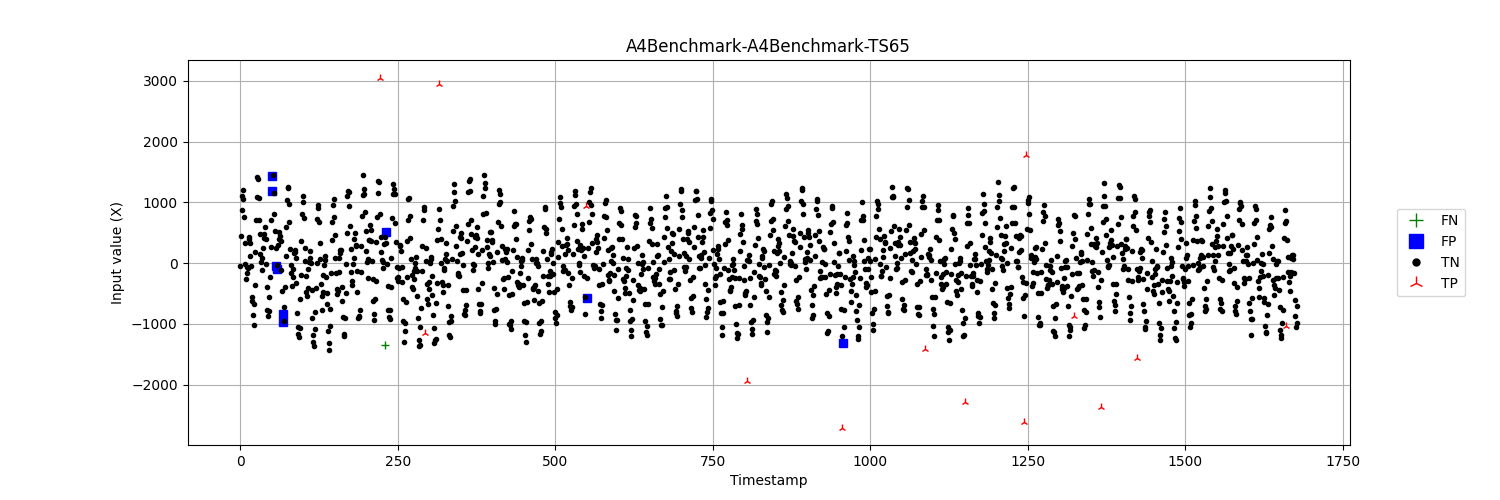 A4Benchmark-A4Benchmark-TS65
Input value (X)
3000
2000
1000
0
−1000
−2000
0 250 500 750 1000 1250 1500 1750
Timestamp
FN
FP
TN
TP